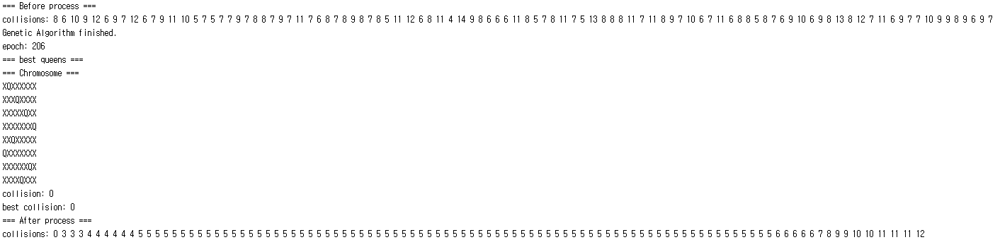 === Before process ===
collisions: 8 6 10 9 12 6 9 7 12 6 7 9 11 10 5 7 5 7 7 9 7 8 8 7 9 7 11 7 6 8 7 8 9 8 7 8 5 11 12 6 8 11 4 14 9 8 6 6 6 11 8 5 7 8 11 7 5 13 8 8 8 11 7 11 8 9 7 10 6 7 11 6 8 8 5 8 7 6 9 10 6 9 8 13 8 12 7 11 6 9 7 7 10 9 9 8 9 6 9 7
Genetic Algorithm finished.
epoch: 206
=== best queens ===
=== Chromosome ===
XQXXXXXX
XXXQXXXX
XXXXXQXX
XXXXXXXQ
XXQXXXXX
QXXXXXXX
XXXXXXQX
XXXXQXXX
collision: 0
best collision: 0
=== After process ===
collisions: 0 3 3 3 4 4 4 4 4 4 5 5 5 5 5 5 5 5 5 5 5 5 5 5 5 5 5 5 5 5 5 5 5 5 5 5 5 5 5 5 5 5 5 5 5 5 5 5 5 5 5 5 5 5 5 5 5 5 5 5 5 5 5 5 5 5 5 5 5 5 5 5 5 5 5 5 5 5 5 5 5 5 5 5 5 6 6 6 6 6 7 8 9 9 10 10 11 11 11 12